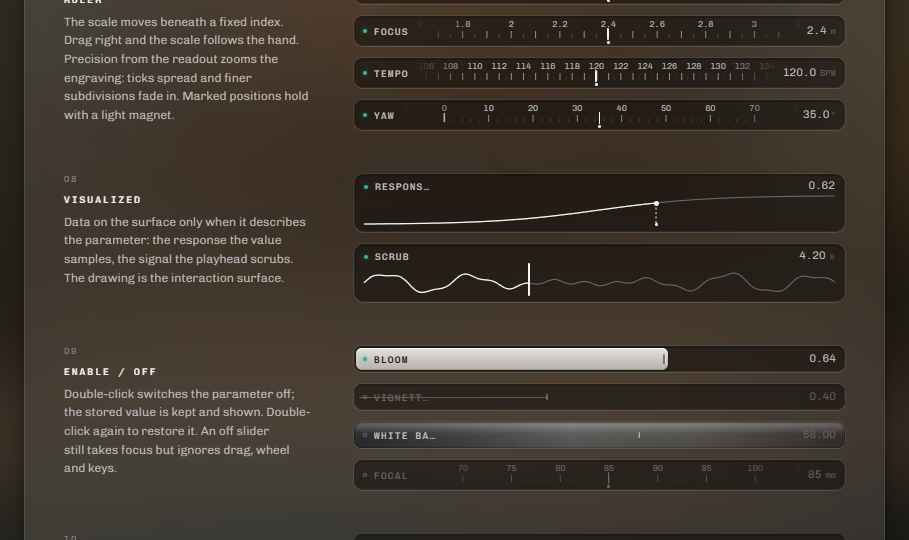 The scale moves beneath a fixed index.
Drag right and the scale follows the hand.
Precision from the readout zooms the
engraving: ticks spread and finer
subdivisions fade in. Marked positions hold
with a light magnet.
FOCUS 1.8 2 2.2 2.4 2.6 2.8 3 2.4
TEMPO 106 108 110 112 114 116 118 120 122 124 126 128 130 132 134 120.0 BPM
YAW 0 10 20 30 40 50 60 70 35.0°
08
VISUALIZED
Data on the surface only when it describes
the parameter: the response the value
samples, the signal the playhead scrubs.
The drawing is the interaction surface.
RESPONS… 0.62
SCRUB 4.20
09
ENABLE / OFF
Double-click switches the parameter off;
the stored value is kept and shown. Double-
click again to restore it. An off slider
still takes focus but ignores drag, wheel
and keys.
BLOOM 0.64
VIGNETT… 0.40
WHITE BA… 58.00
FOCAL 70 75 80 85 90 95 100 85 mm